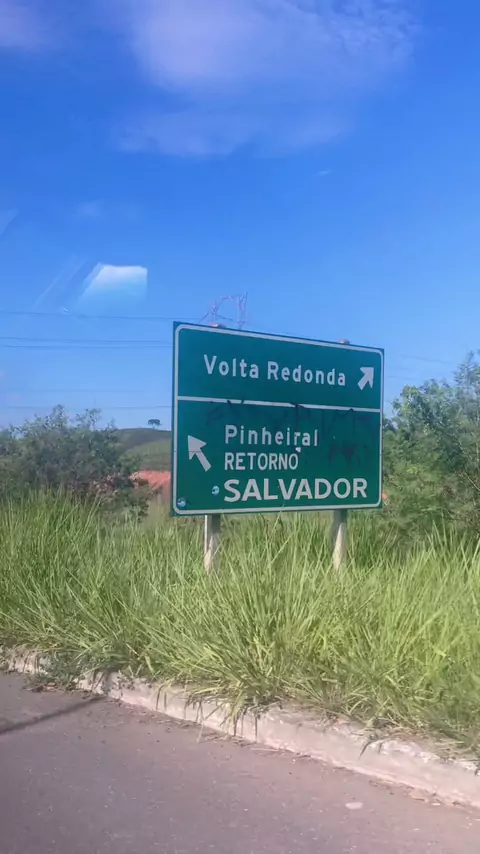 Volta Redonda
Pinheiral
RETORNO
SALVADOR